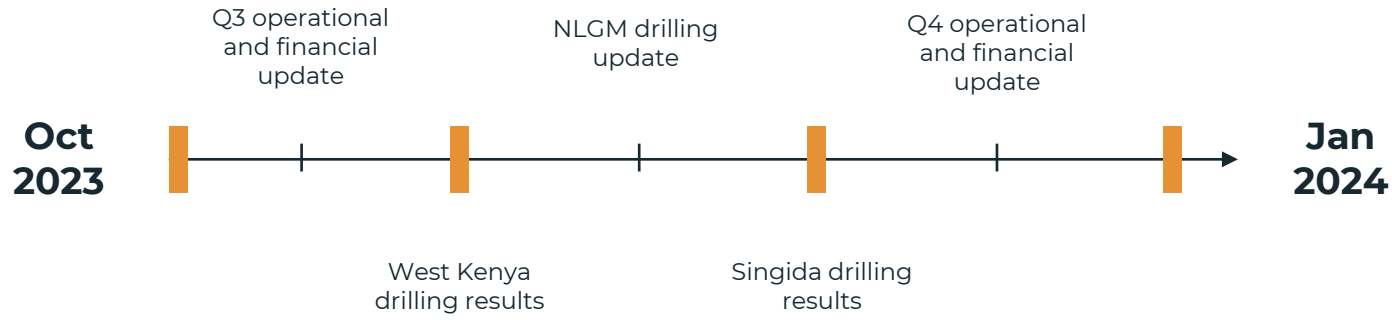 Q3 operational
and financial
update
NLGM drilling
update
Q4 operational
and financial
update
Oct
2023
Jan
2024
West Kenya
drilling results
Singida drilling
results